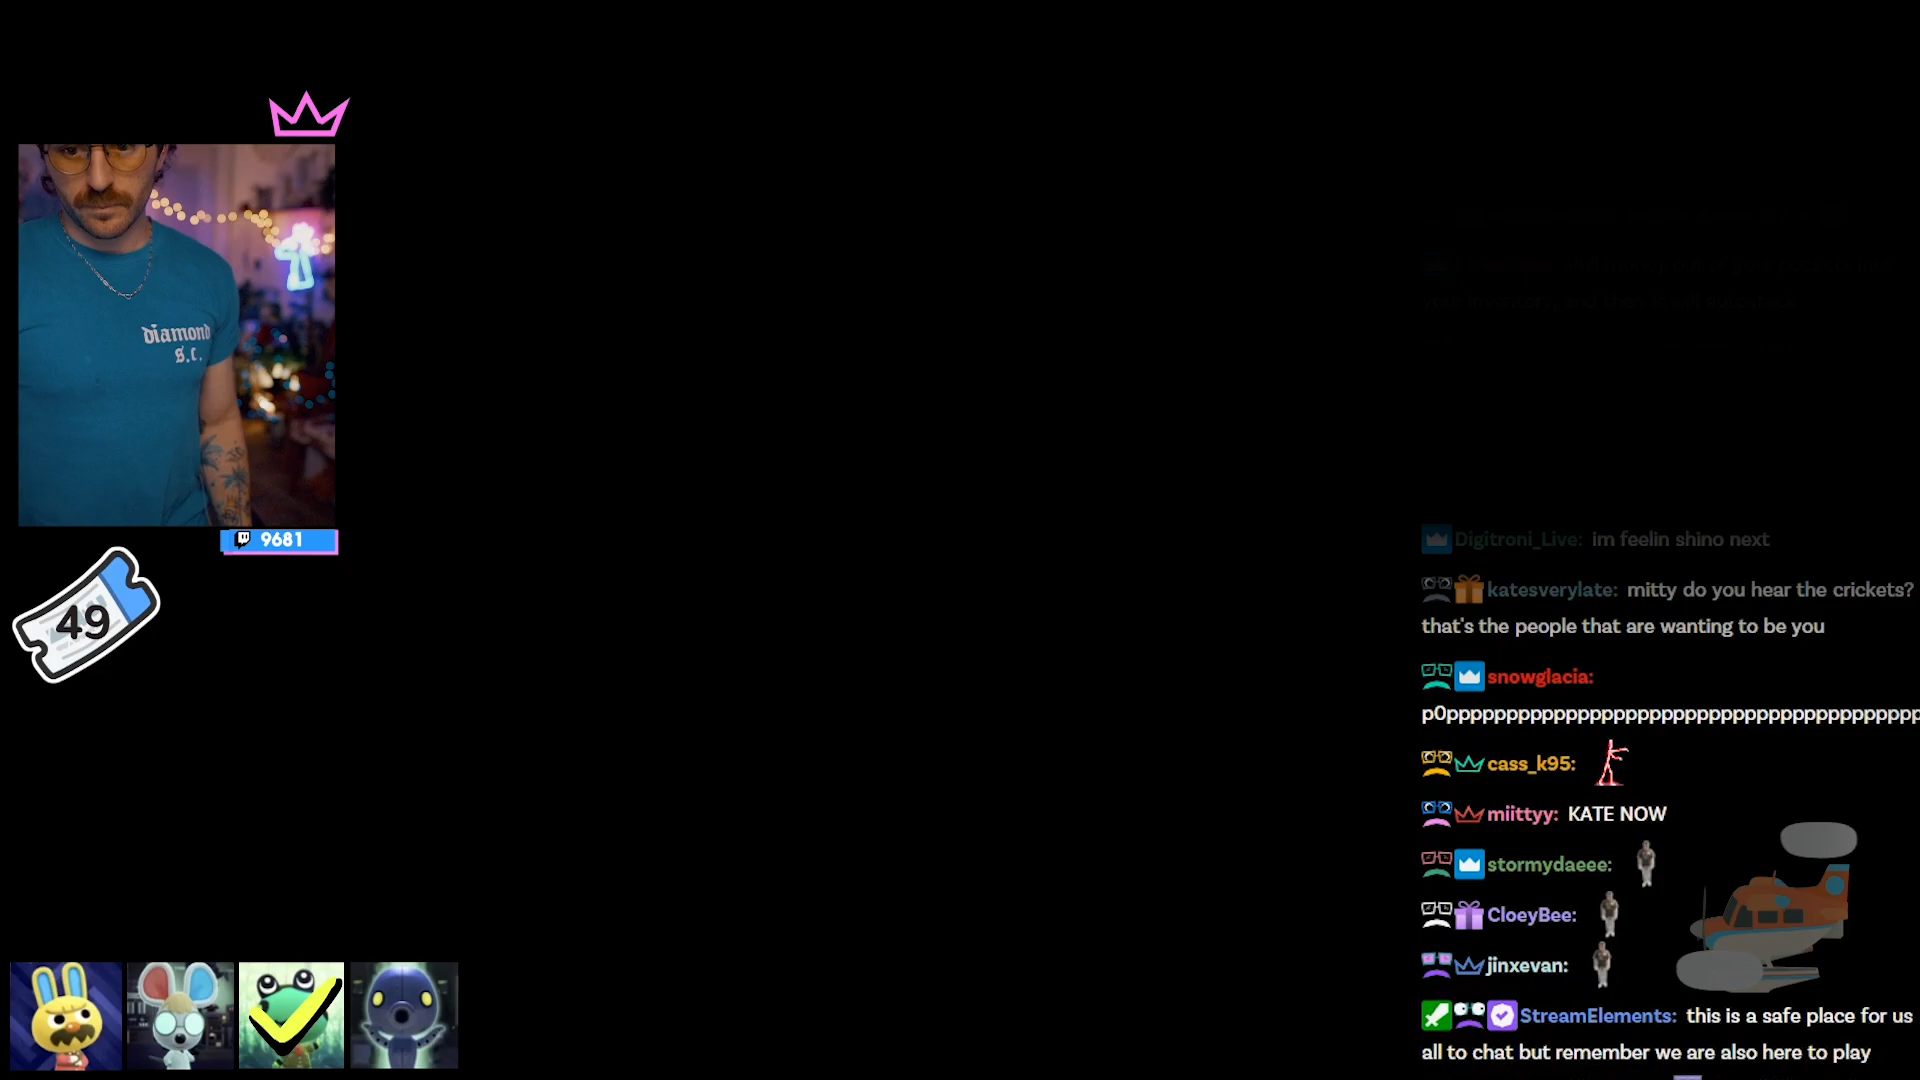 diamond
s.c.
9681
49
Digitroni_Live: im feelin shino next
katesverylate: mitty do you hear the crickets?
that's the people that are wanting to be you
snowglacia:
p0pppppppppppppppppppppppppppppppppppppppp
cass_k95:
miittyy: KATE NOW
stormydaeee:
CloeyBee:
jinxevan:
StreamElements: this is a safe place for us
all to chat but remember we are also here to play